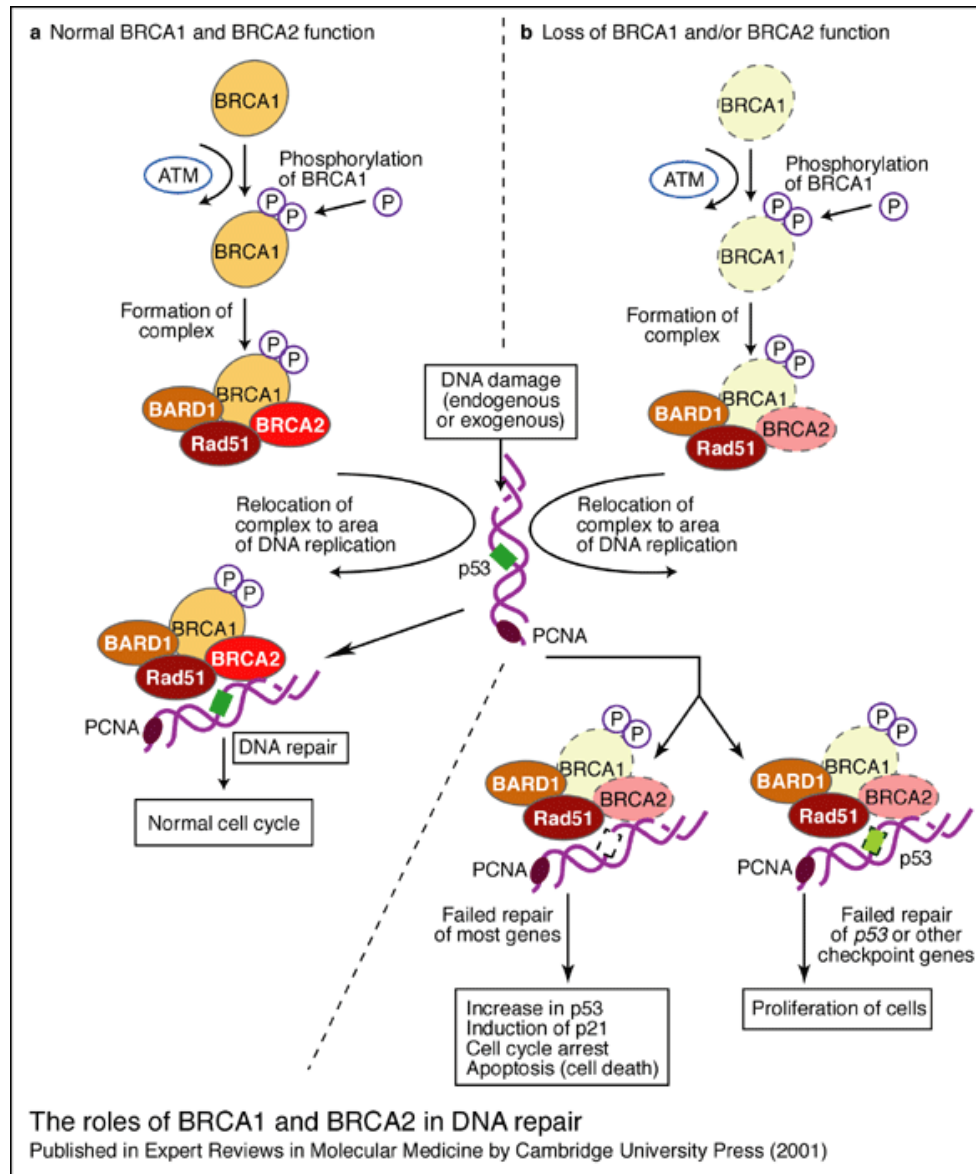 a Normal BRCA1 and BRCA2 function
BRCA1
ATM
Phosphorylation
of BRCA1
P
P
P
BRCA1
Formation of
complex
P
P
BRCA1
BARD1
BRCA2
Rad51
Relocation of
complex to area
of DNA replication
P
P
BRCA1
BARD1
BRCA2
Rad51
PCNA
DNA repair
Normal cell cycle
DNA damage
(endogenous
or exogenous)
p53
PCNA
b Loss of BRCA1 and/or BRCA2 function
BRCA1
ATM
Phosphorylation
of BRCA1
P
P
P
BRCA1
Formation of
complex
P
P
BRCA1
BARD1
BRCA2
Rad51
Relocation of
complex to area
of DNA replication
P
P
BRCA1
BARD1
BRCA2
Rad51
PCNA
Failed repair
of most genes
Increase in p53
Induction of p21
Cell cycle arrest
Apoptosis (cell death)
P
P
BRCA1
BARD1
BRCA2
Rad51
p53
PCNA
Failed repair
of p53 or other
checkpoint genes
Proliferation of cells
The roles of BRCA1 and BRCA2 in DNA repair
Published in Expert Reviews in Molecular Medicine by Cambridge University Press (2001)